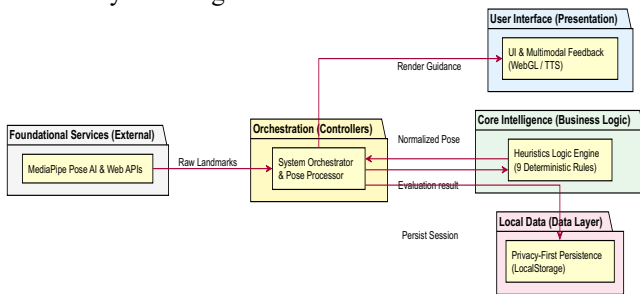 User Interface (Presentation)
UI & Multimodal Feedback
(WebGL / TTS)
Render Guidance
Foundational Services (External)
MediaPipe Pose AI & Web APIs
Raw Landmarks
Orchestration (Controllers)
System Orchestrator
& Pose Processor
Normalized Pose
Evaluation result
Core Intelligence (Business Logic)
Heuristics Logic Engine
(9 Deterministic Rules)
Persist Session
Local Data (Data Layer)
Privacy-First Persistence
(LocalStorage)